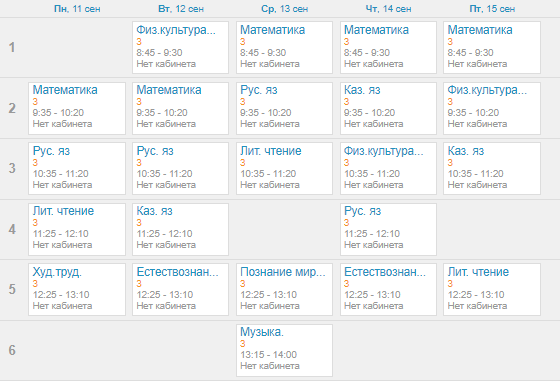 Пн, 11 сен Вт, 12 сен Ср, 13 сен Чт, 14 сен Пт, 15 сен
1
Физ.культура... Математика Математика Математика
3 3 3 3
8:45 - 9:30 8:45 - 9:30 8:45 - 9:30 8:45 - 9:30
Нет кабинета Нет кабинета Нет кабинета Нет кабинета
2
Математика Математика Рус. яз Каз. яз Физ.культура...
3 3 3 3 3
9:35 - 10:20 9:35 - 10:20 9:35 - 10:20 9:35 - 10:20 9:35 - 10:20
Нет кабинета Нет кабинета Нет кабинета Нет кабинета Нет кабинета
3
Рус. яз Рус. яз Лит. чтение Физ.культура... Каз. яз
3 3 3 3 3
10:35 - 11:20 10:35 - 11:20 10:35 - 11:20 10:35 - 11:20 10:35 - 11:20
Нет кабинета Нет кабинета Нет кабинета Нет кабинета Нет кабинета
4
Лит. чтение Каз. яз Рус. яз
3 3 3
11:25 - 12:10 11:25 - 12:10 11:25 - 12:10
Нет кабинета Нет кабинета Нет кабинета
5
Худ.труд. Естествознан... Познание мир... Естествознан... Лит. чтение
3 3 3 3 3
12:25 - 13:10 12:25 - 13:10 12:25 - 13:10 12:25 - 13:10 12:25 - 13:10
Нет кабинета Нет кабинета Нет кабинета Нет кабинета Нет кабинета
6
Музыка.
3
13:15 - 14:00
Нет кабинета